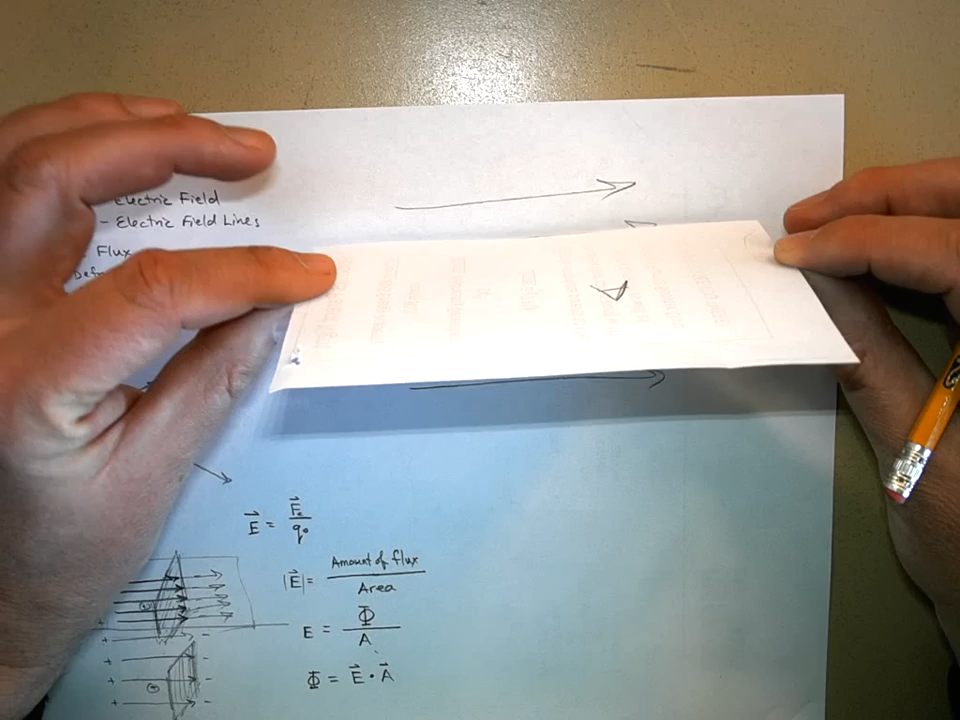 Electric Field
- Electric Field Lines
Flux
E⃗ = F⃗e / q₀
|E⃗| = Amount of flux / Area
E = Φ / A
Φ = E⃗ · A⃗
+ -
+ -
+ -
+ -